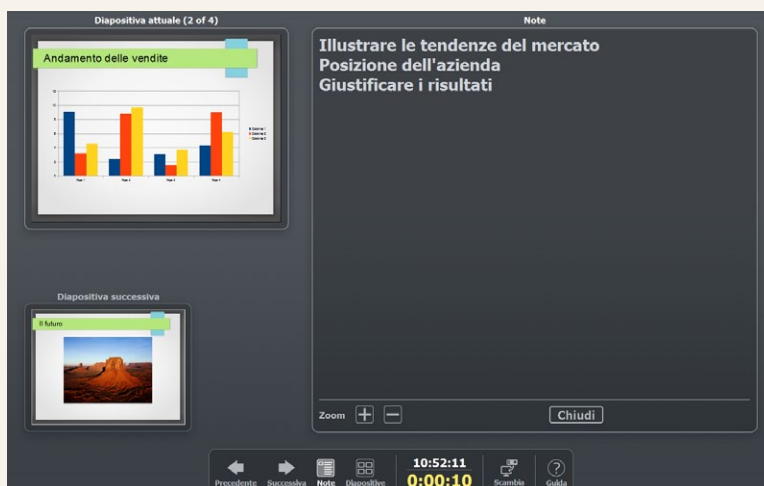 Diapositiva attuale (2 of 4)
Andamento delle vendite
Note
Illustrare le tendenze del mercato
Posizione dell'azienda
Giustificare i risultati
Diapositiva successiva
Il futuro
Zoom
Chiudi
Precedente
Successiva
Note
Diapositive
10:52:11
0:00:10
Scambia
Guida